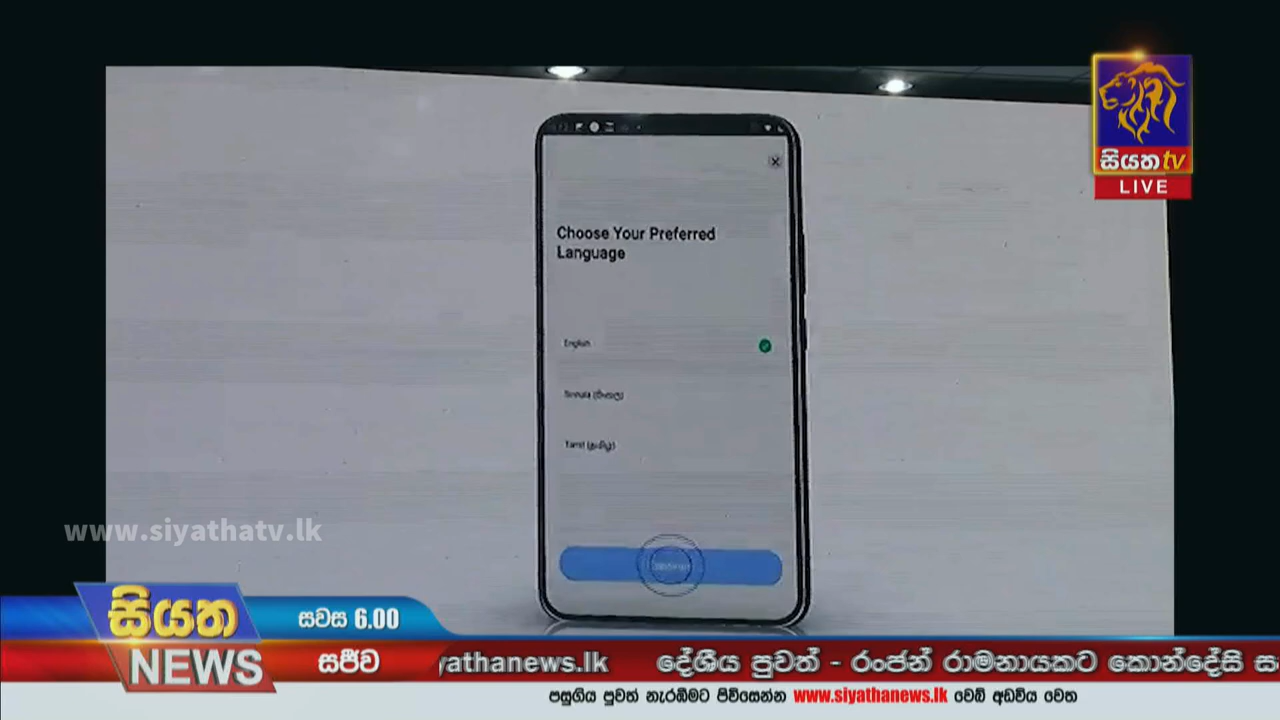 සියත tv
LIVE
Choose Your Preferred
Language
English
Sinhala (සිංහල)
Tamil (தமிழ்)
www.siyathatv.lk
සියත
NEWS
සවස 6.00
සජීව
yathanews.lk දේශීය පුවත් - රංජන් රාමනායකට කොන්දේසි ස
පසුගිය පුවත් නැරඹීමට පිවිසෙන්න www.siyathanews.lk වෙබ් අඩවිය වෙත